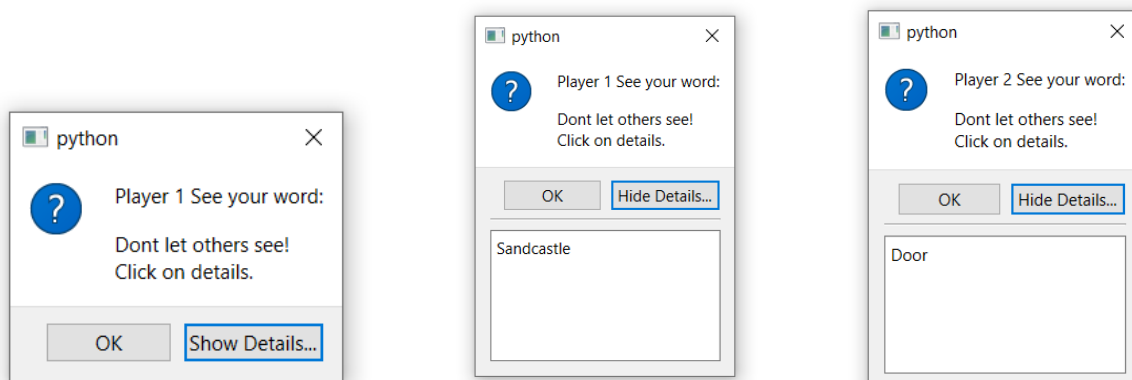 python
Player 1 See your word:
Dont let others see!
Click on details.
OK
Show Details...
python
Player 1 See your word:
Dont let others see!
Click on details.
OK
Hide Details...
Sandcastle
python
Player 2 See your word:
Dont let others see!
Click on details.
OK
Hide Details...
Door